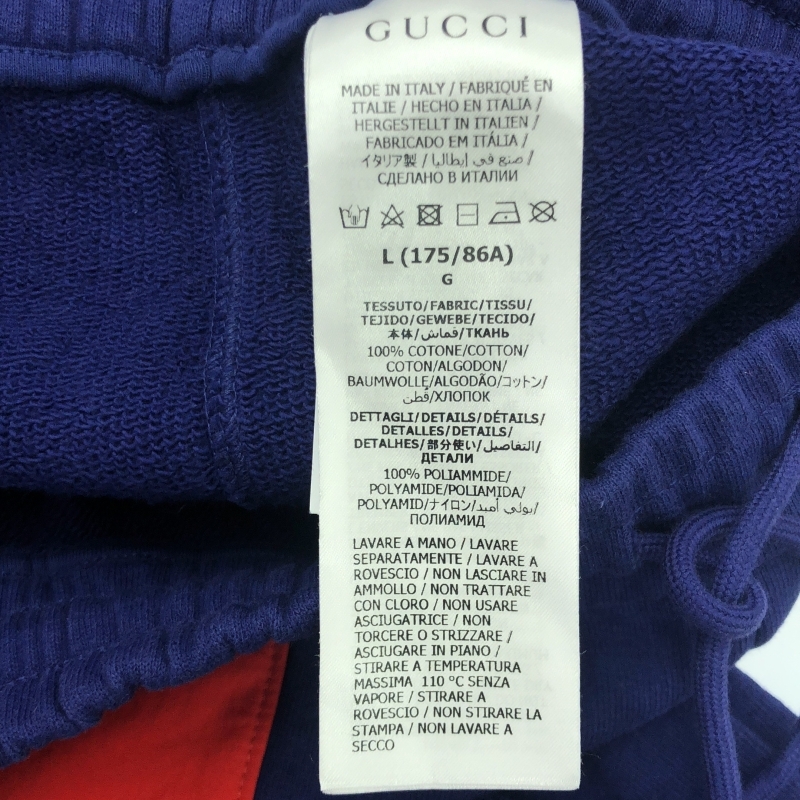 GUCCI
MADE IN ITALY / FABRIQUÉ EN
ITALIE / HECHO EN ITALIA /
HERGESTELLT IN ITALIEN /
FABRICADO EM ITÁLIA /
イタリア製 / صنع في إيطاليا /
СДЕЛАНО В ИТАЛИИ
L (175/86A)
G
TESSUTO/FABRIC/TISSU/
TEJIDO/GEWEBE/TECIDO/
本体/قماش/ТКАНЬ
100% COTONE/COTTON/
COTON/ALGODON/
BAUMWOLLE/ALGODÃO/コットン/
قطن/ХЛОПОК
DETTAGLI/DETAILS/DÉTAILS/
DETALLES/DETAILS/
DETALHES/部分使い/التفاصيل/
ДЕТАЛИ
100% POLIAMMIDE/
POLYAMIDE/POLIAMIDA/
POLYAMID/ナイロン/بولي أميد/
ПОЛИАМИД
LAVARE A MANO / LAVARE
SEPARATAMENTE / LAVARE A
ROVESCIO / NON LASCIARE IN
AMMOLLO / NON TRATTARE
CON CLORO / NON USARE
ASCIUGATRICE / NON
TORCERE O STRIZZARE /
ASCIUGARE IN PIANO /
STIRARE A TEMPERATURA
MASSIMA 110 °C SENZA
VAPORE / STIRARE A
ROVESCIO / NON STIRARE LA
STAMPA / NON LAVARE A
SECCO